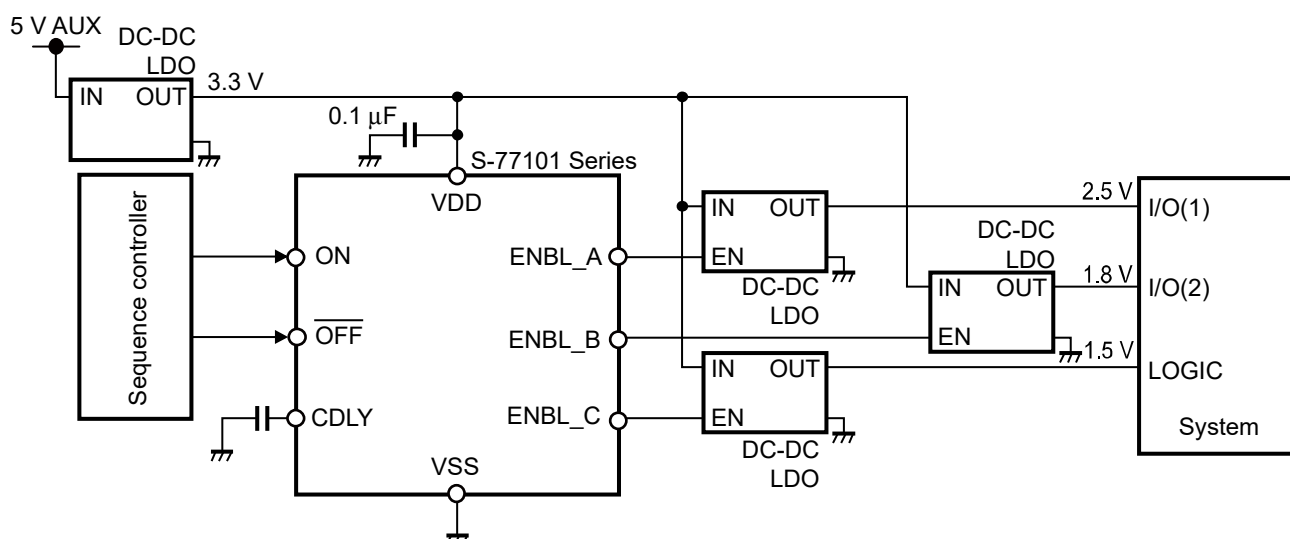 5 V AUX
DC-DC
LDO
IN OUT
3.3 V
0.1 μF
S-77101 Series
VDD
Sequence controller
ON
OFF
CDLY
VSS
ENBL_A
ENBL_B
ENBL_C
IN OUT
EN
DC-DC
LDO
DC-DC
LDO
IN OUT
EN
IN OUT
EN
DC-DC
LDO
2.5 V
1.8 V
1.5 V
I/O(1)
I/O(2)
LOGIC
System